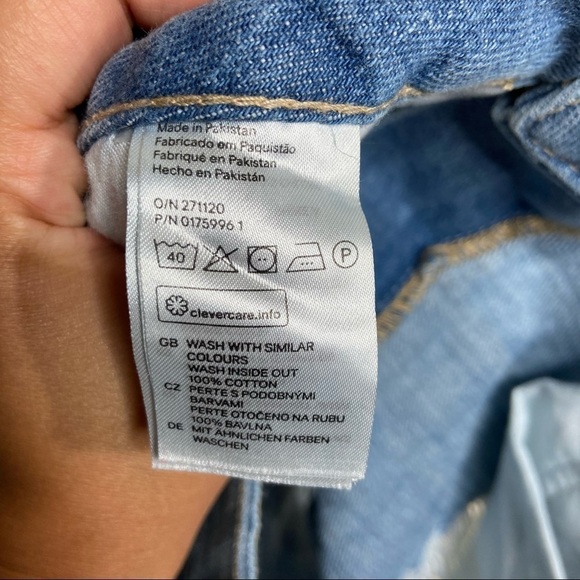 Made in Pakistan
Fabricado em Paquistão
Fabriqué en Pakistan
Hecho en Pakistán
O/N 271120
P/N 0175996 1
40 P
clevercare.info
GB WASH WITH SIMILAR
COLOURS
WASH INSIDE OUT
100% COTTON
CZ PERTE S PODOBNÝMI
BARVAMI
PERTE OTOČENO NA RUBU
100% BAVLNA
DE MIT ÄHNLICHEN FARBEN
WASCHEN